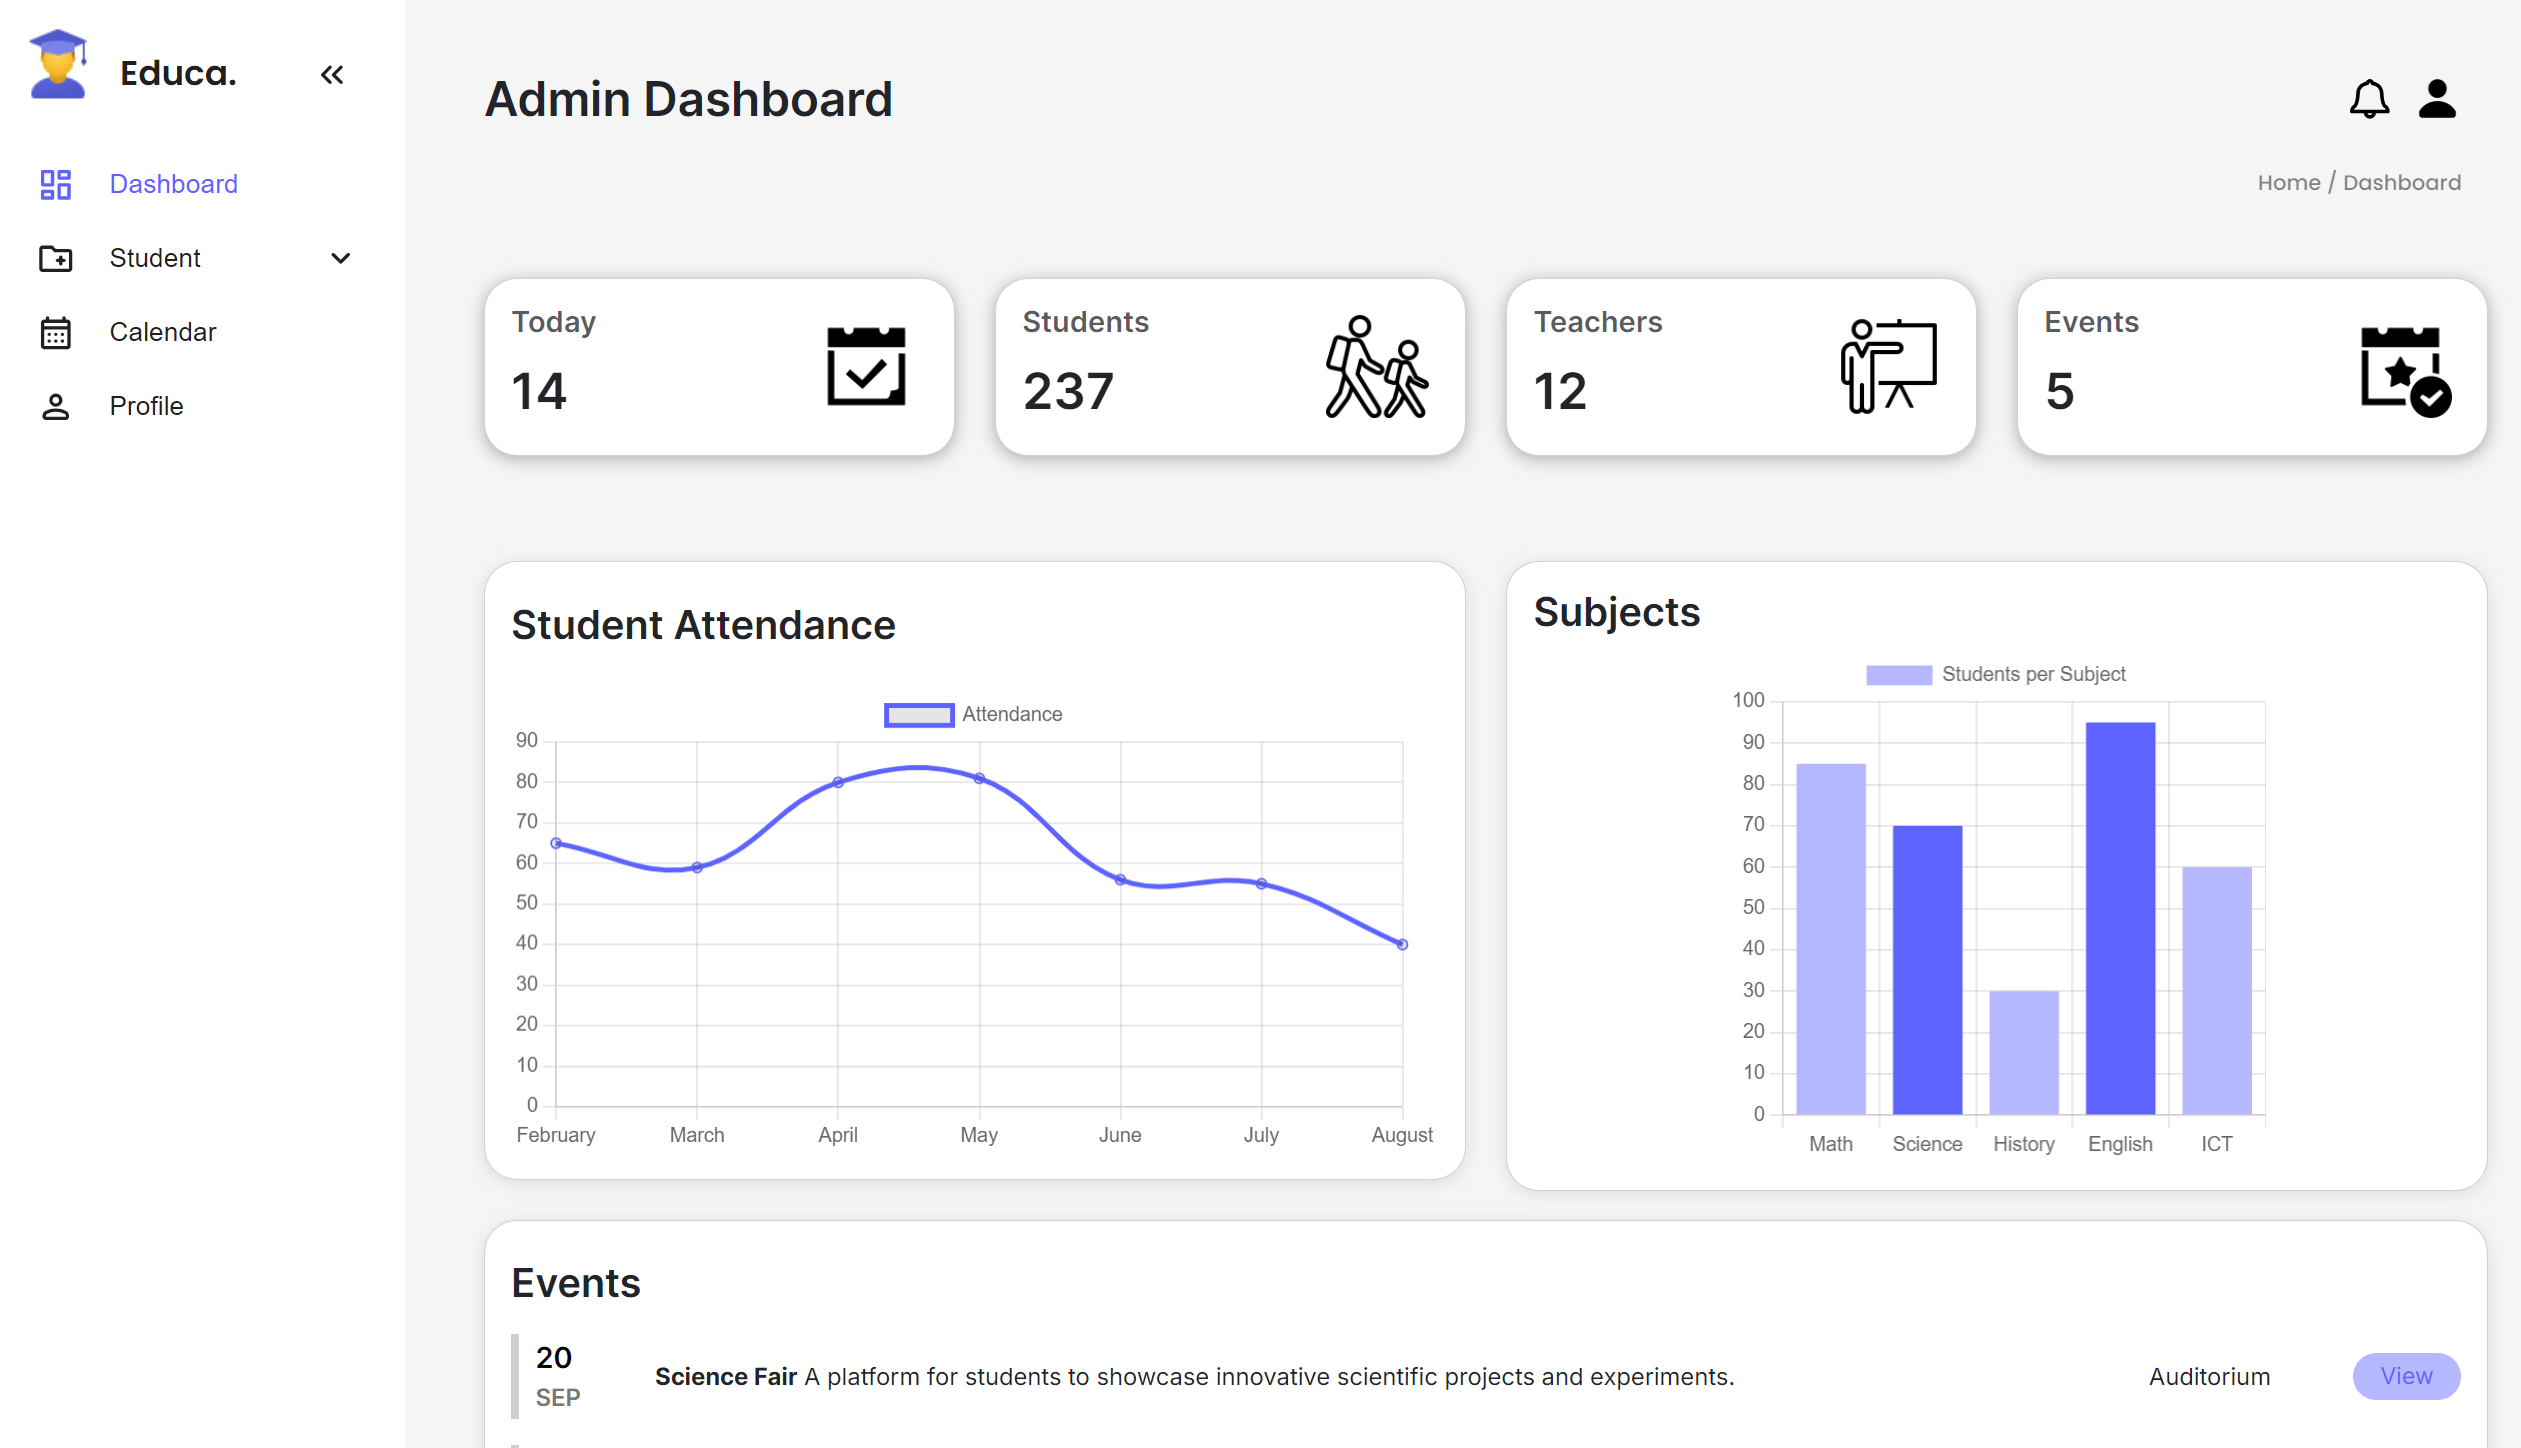 Educa.
Dashboard
Student
Calendar
Profile
Admin Dashboard
Home / Dashboard
Today
14
Students
237
Teachers
12
Events
5
Student Attendance
Attendance
90
80
70
60
50
40
30
20
10
0
February March April May June July August
Subjects
Students per Subject
100
90
80
70
60
50
40
30
20
10
0
Math Science History English ICT
Events
20
SEP
Science Fair A platform for students to showcase innovative scientific projects and experiments.
Auditorium
View